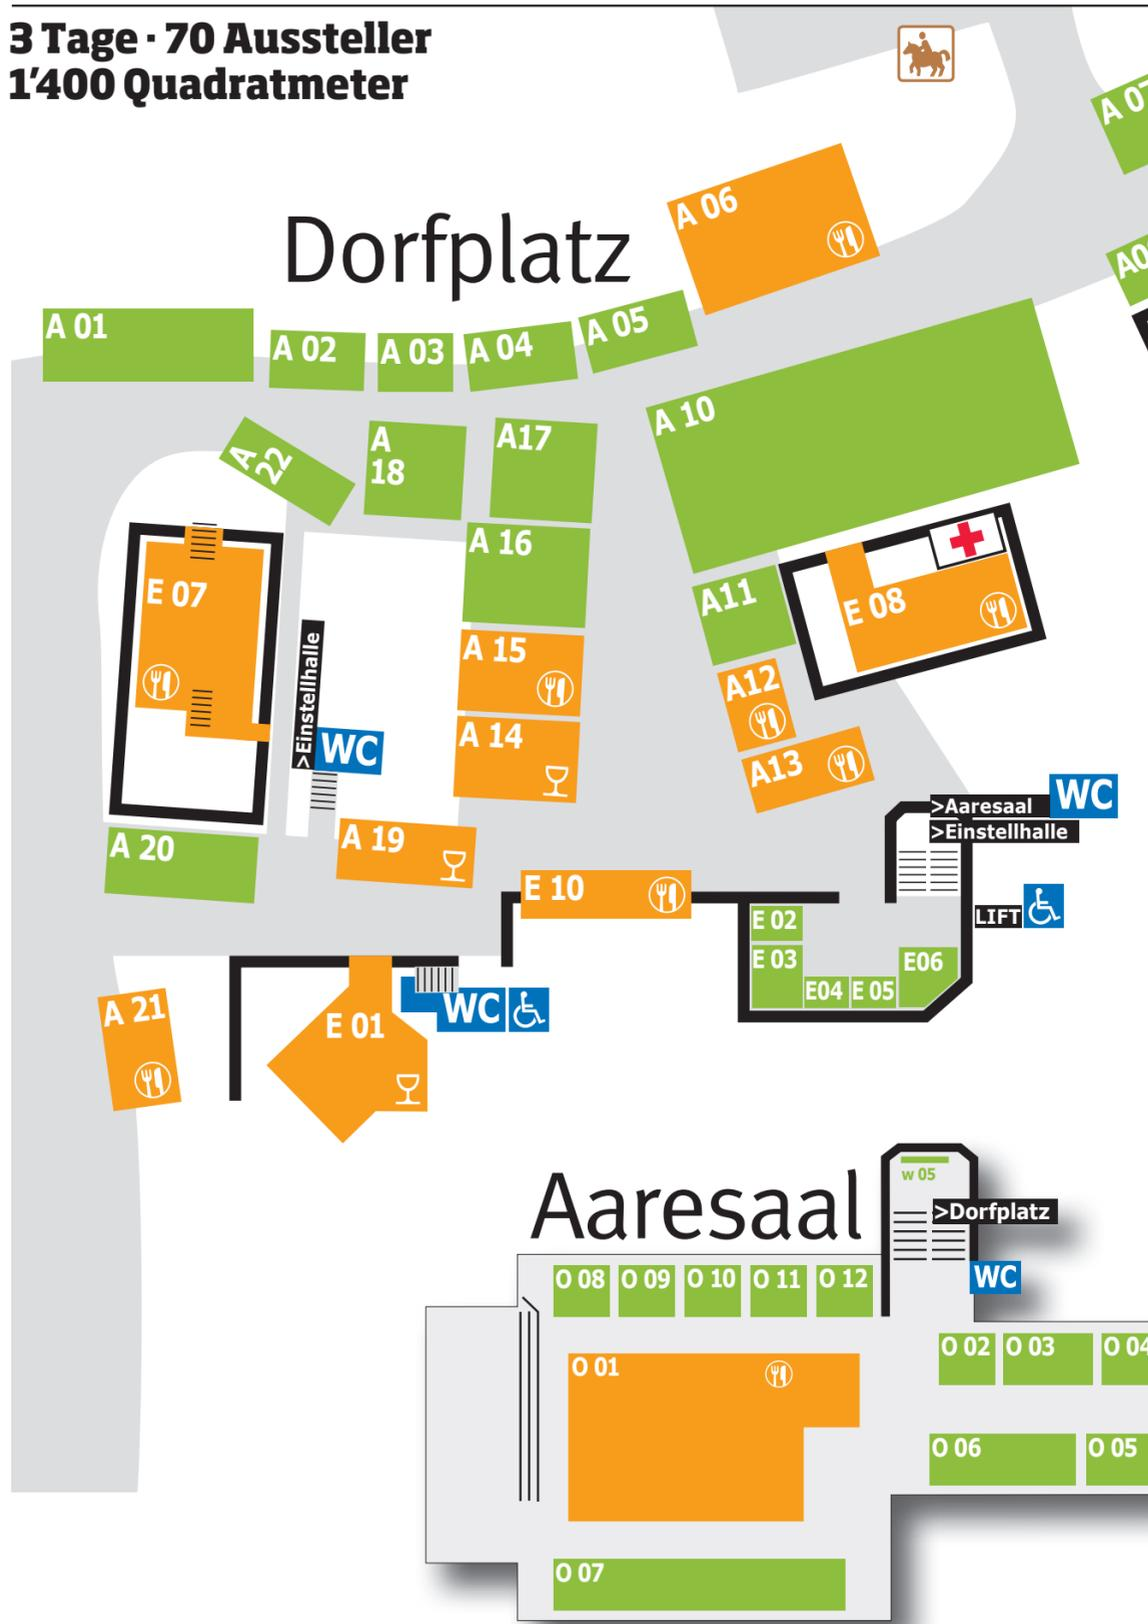 3 Tage · 70 Aussteller
1'400 Quadratmeter
Dorfplatz
A 06
A 01
A 02
A 03
A 04
A 05
A 10
A 22
A
18
A17
A 16
A 15
A 14
E 07
>Einstellhalle
WC
A11
E 08
A12
A13
A 20
A 19
E 10
>Aaresaal
WC
>Einstellhalle
LIFT
E 02
E 03
E04
E 05
E06
A 21
E 01
WC
Aaresaal
w 05
>Dorfplatz
WC
O 08
O 09
O 10
O 11
O 12
O 01
O 02
O 03
O 04
O 06
O 05
O 07